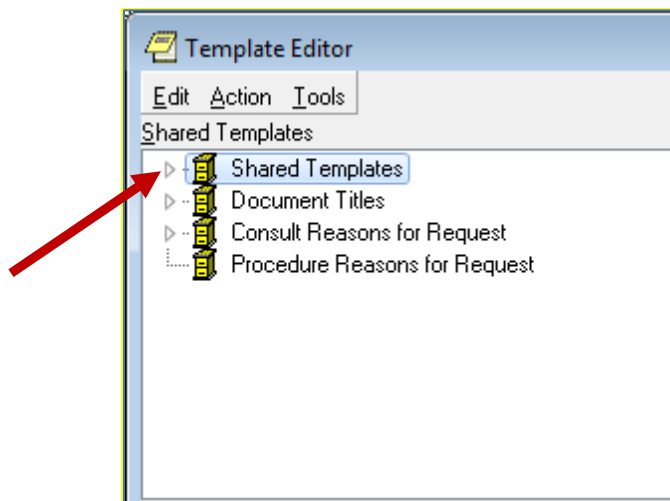 Template Editor
Edit Action Tools
Shared Templates
Shared Templates
Document Titles
Consult Reasons for Request
Procedure Reasons for Request